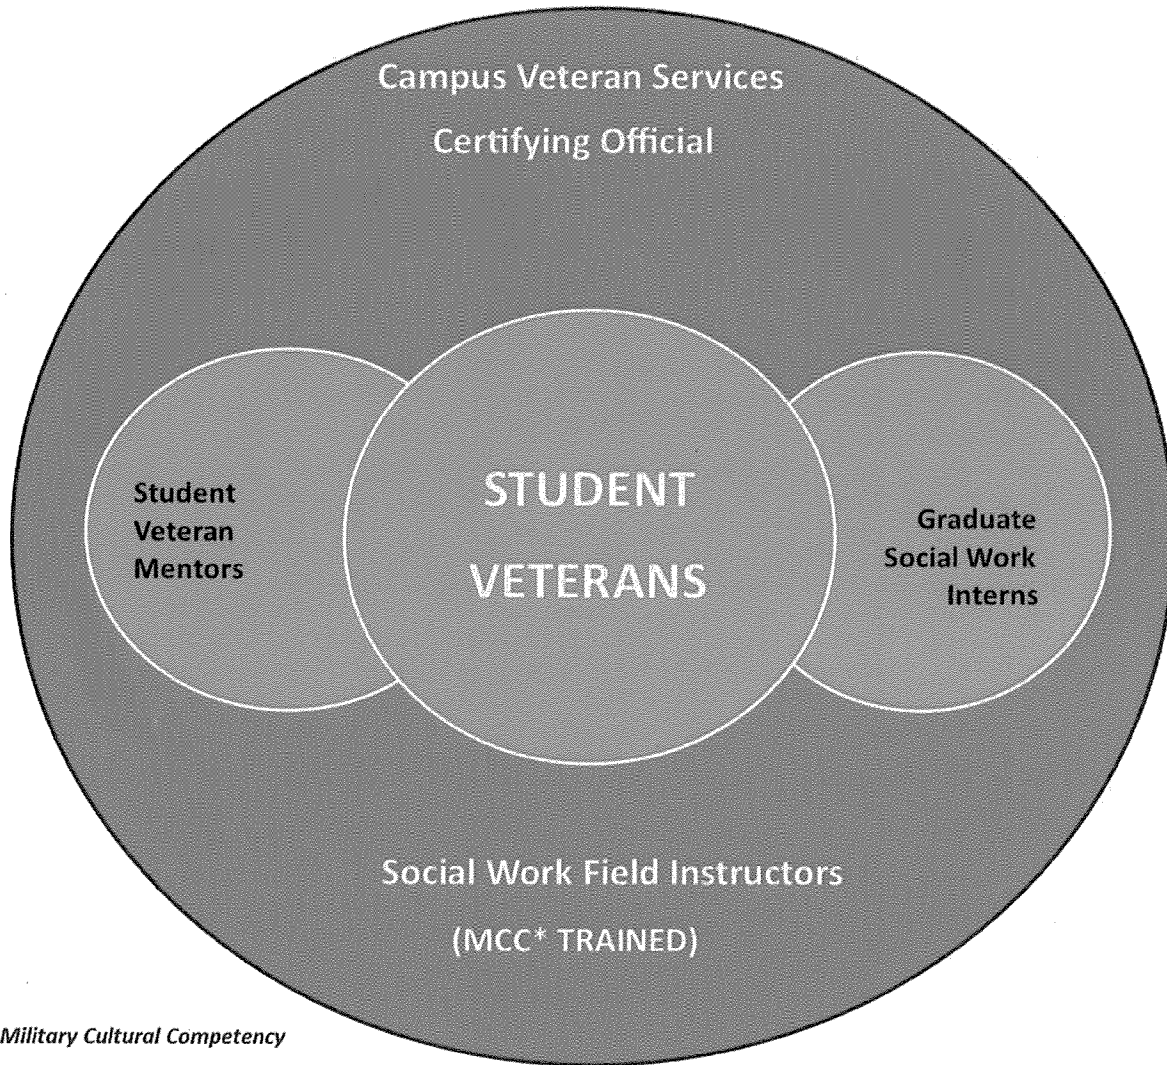 Campus Veteran Services
Certifying Official
Student
Veteran
Mentors
STUDENT
VETERANS
Graduate
Social Work
Interns
Social Work Field Instructors
(MCC* TRAINED)
Military Cultural Competency